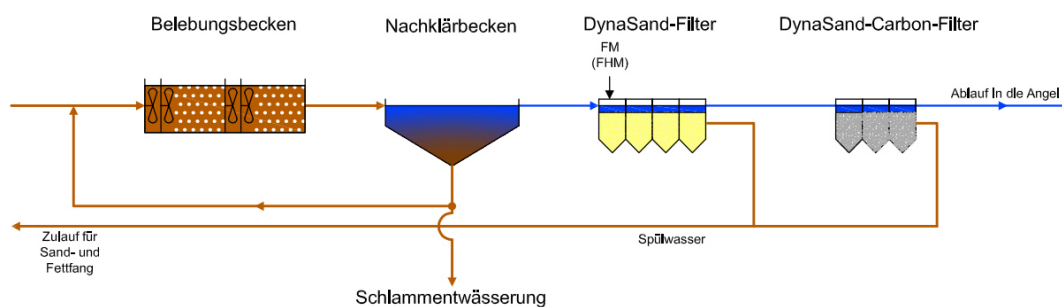 Belebungsbecken
Nachklärbecken
DynaSand-Filter
DynaSand-Carbon-Filter
FM
(FHM)
Ablauf In die Angel
Zulauf für
Sand- und
Fettfang
Spülwasser
Schlammentwässerung